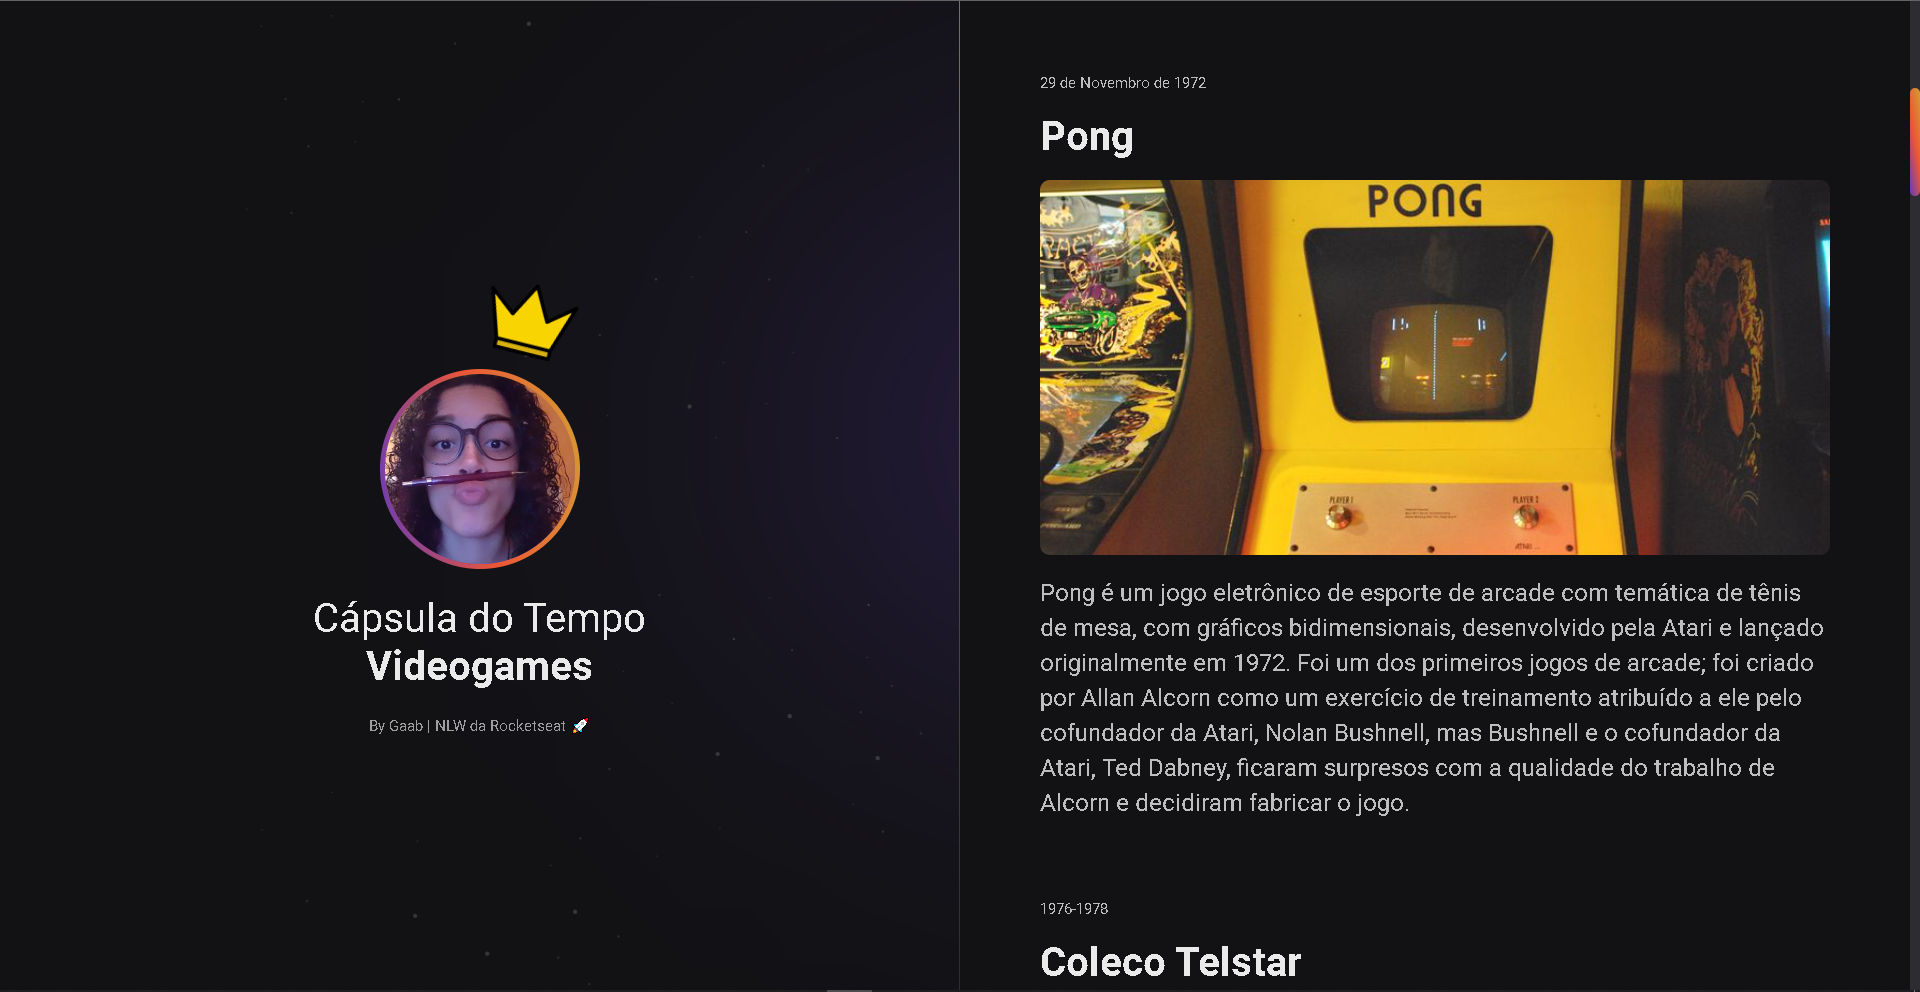 Cápsula do Tempo
Videogames
By Gaab | NLW da Rocketseat 🚀
29 de Novembro de 1972
Pong
PONG
PLAYER 1
PLAYER 2
ATARI
Pong é um jogo eletrônico de esporte de arcade com temática de tênis
de mesa, com gráficos bidimensionais, desenvolvido pela Atari e lançado
originalmente em 1972. Foi um dos primeiros jogos de arcade; foi criado
por Allan Alcorn como um exercício de treinamento atribuído a ele pelo
cofundador da Atari, Nolan Bushnell, mas Bushnell e o cofundador da
Atari, Ted Dabney, ficaram surpresos com a qualidade do trabalho de
Alcorn e decidiram fabricar o jogo.
1976-1978
Coleco Telstar